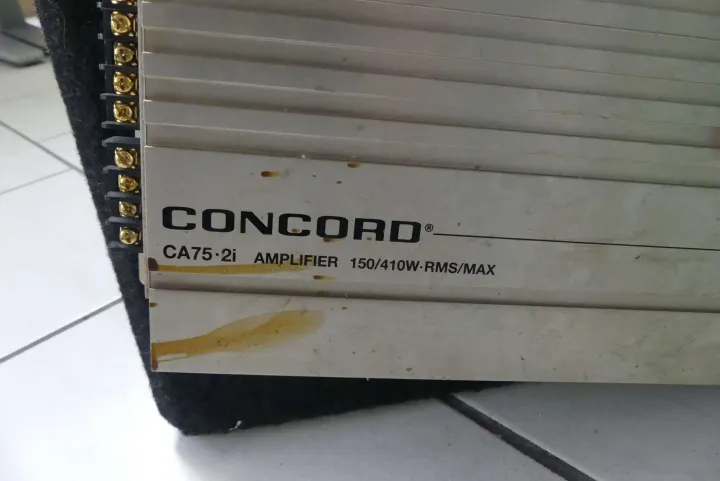 CONCORD®
CA75·2i AMPLIFIER 150/410W·RMS/MAX